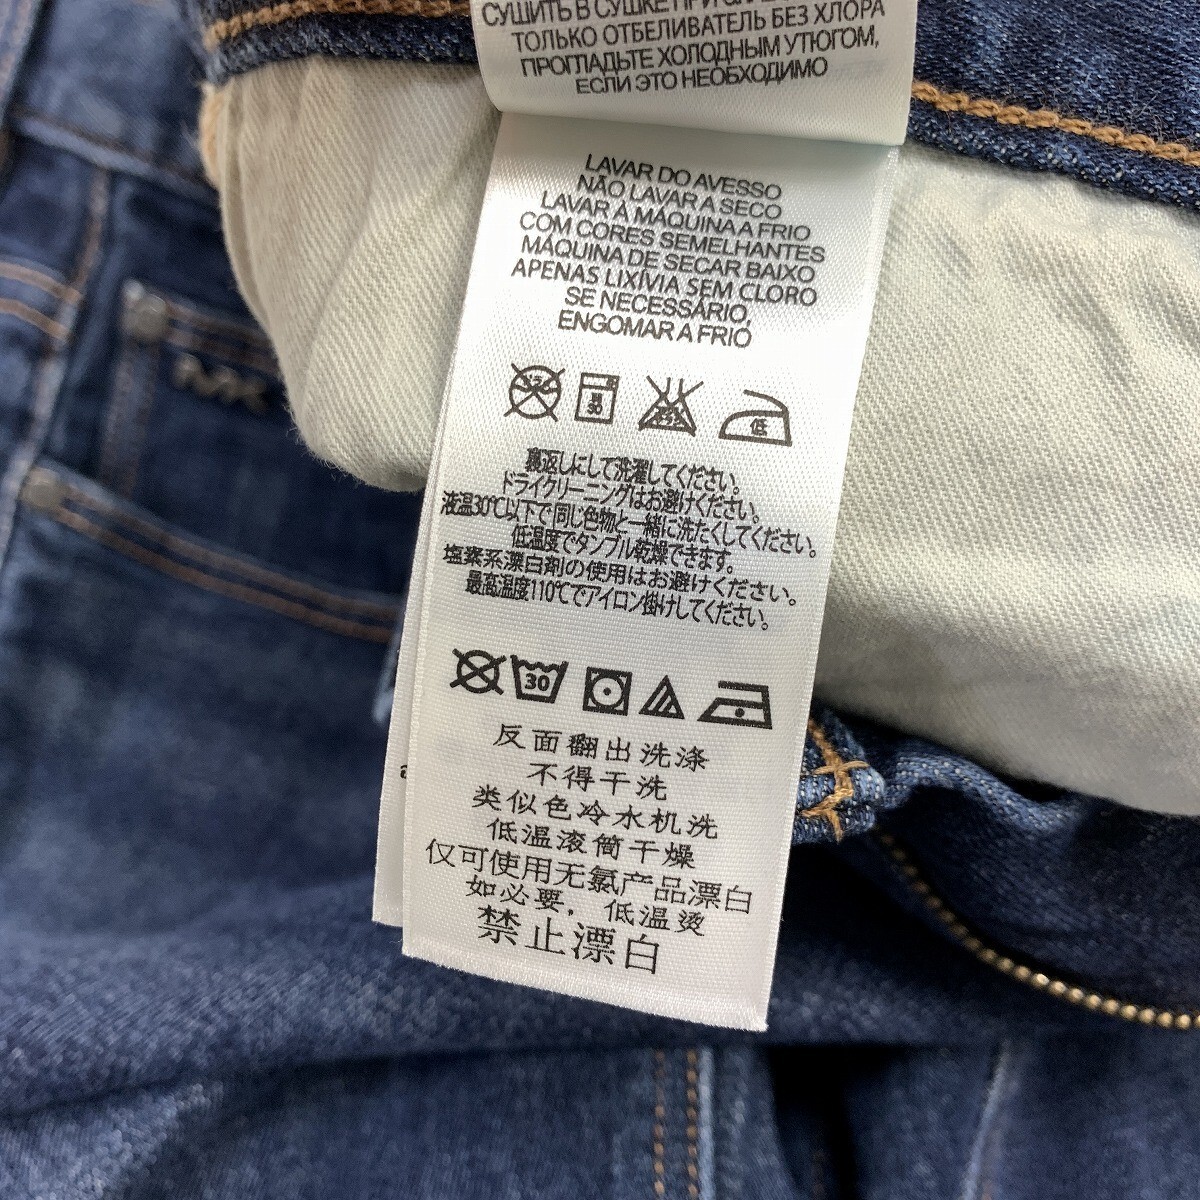 СУШИТЬ В СУШКЕ ПРИ
ТОЛЬКО ОТБЕЛИВАТЕЛЬ БЕЗ ХЛОРА
ПРОГЛАДЬТЕ ХОЛОДНЫМ УТЮГОМ,
ЕСЛИ ЭТО НЕОБХОДИМО
LAVAR DO AVESSO
NÃO LAVAR A SECO
LAVAR À MÁQUINA A FRIO
COM CORES SEMELHANTES
MÁQUINA DE SECAR BAIXO
APENAS LIXÍVIA SEM CLORO
SE NECESSÁRIO,
ENGOMAR A FRIO
30
低
裏返しにして洗濯してください。
ドライクリーニングはお避けください。
液温30℃以下で同じ色物と一緒に洗たくしてください。
低温度でタンブル乾燥できます。
塩素系漂白剤の使用はお避けください。
最高温度110℃でアイロン掛けしてください。
30
反面翻出洗涤
不得干洗
类似色冷水机洗
低温滚筒干燥
仅可使用无氯产品漂白
如必要，低温烫
禁止漂白
MK